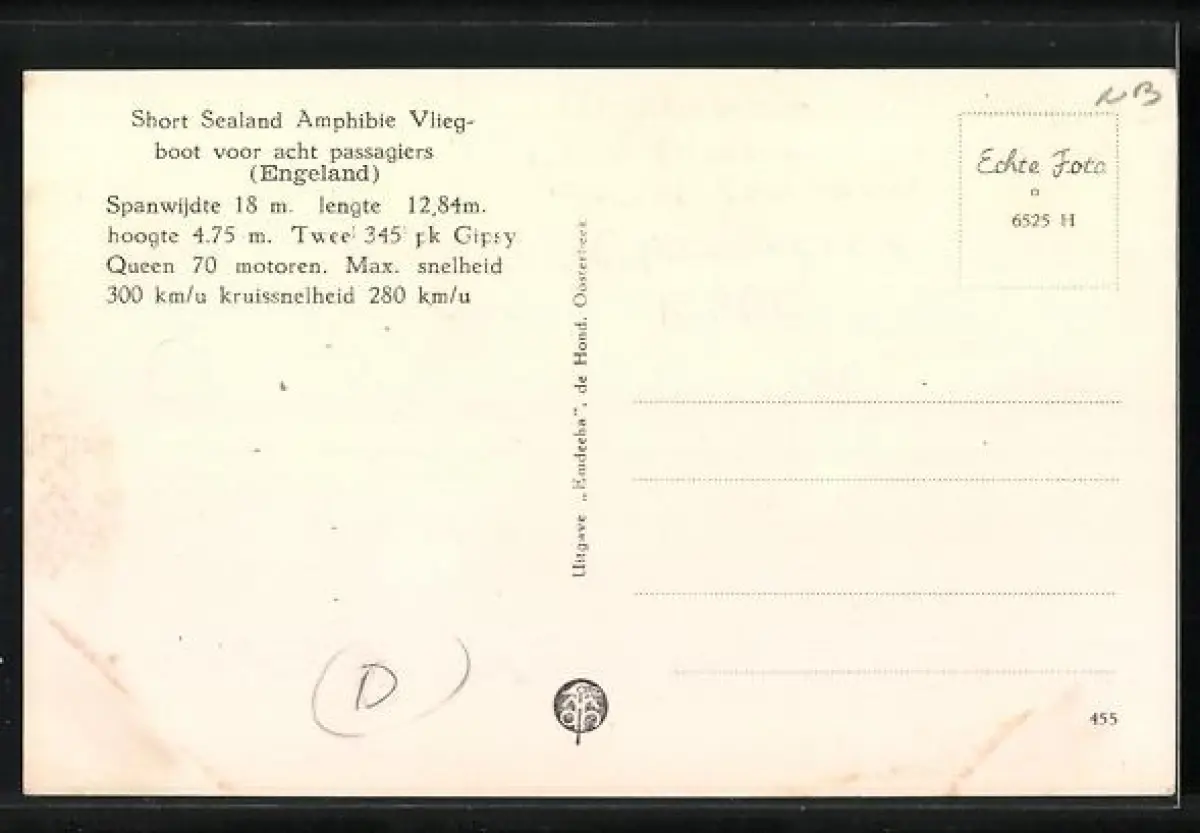 Short Sealand Amphibie Vlieg-
boot voor acht passagiers
(Engeland)
Spanwijdte 18 m. lengte 12,84m.
hoogte 4.75 m. Twee 345 pk Gipsy
Queen 70 motoren. Max. snelheid
300 km/u kruissnelheid 280 km/u
(D)
Uitgave „Emdeeha”, de Hond, Oosterbeek
NB
Echte Foto
6525 H
455